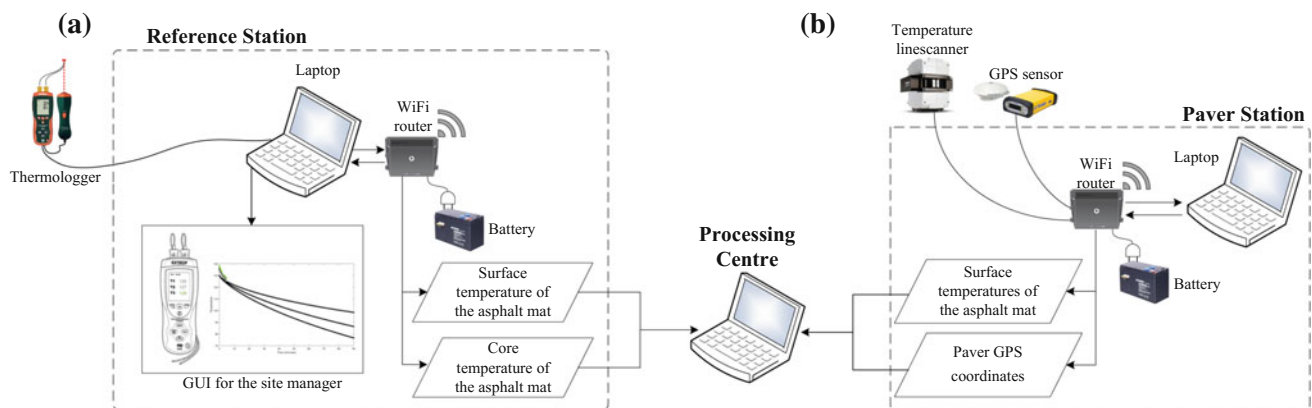 (a)
Reference Station
Laptop
WiFi
router
Thermologger
Battery
Surface
temperature of
the asphalt mat
Core
temperature of
the asphalt mat
GUI for the site manager
Processing
Centre
(b)
Temperature
linescanner
GPS sensor
Paver Station
WiFi
router
Laptop
Battery
Surface
temperatures of
the asphalt mat
Paver GPS
coordinates